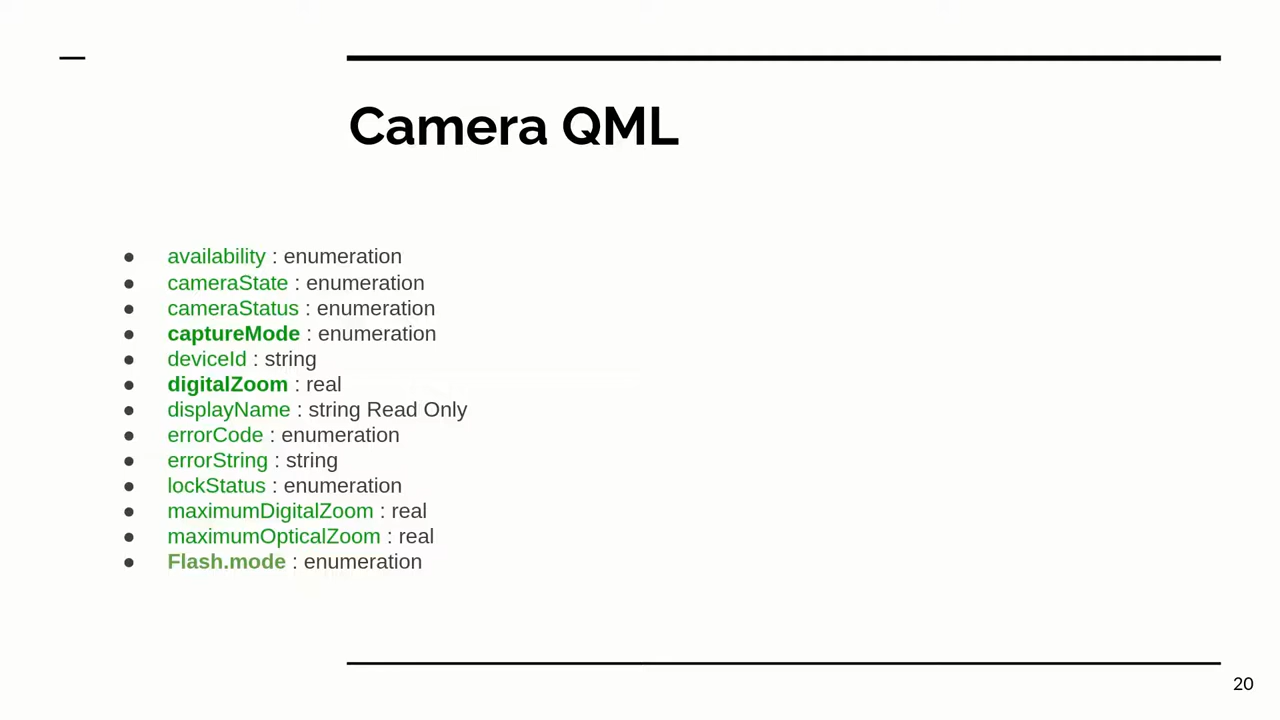 Camera QML
● availability : enumeration
● cameraState : enumeration
● cameraStatus : enumeration
● captureMode : enumeration
● deviceId : string
● digitalZoom : real
● displayName : string Read Only
● errorCode : enumeration
● errorString : string
● lockStatus : enumeration
● maximumDigitalZoom : real
● maximumOpticalZoom : real
● Flash.mode : enumeration
20